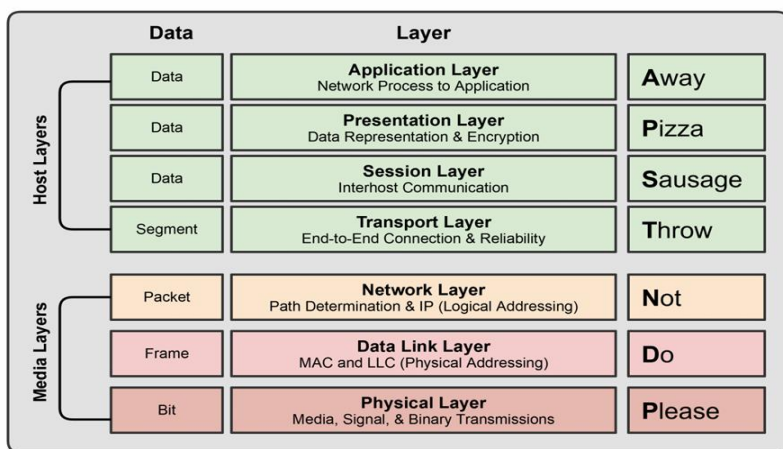 Data Layer
Host Layers
Data
Application Layer
Network Process to Application
Away
Data
Presentation Layer
Data Representation & Encryption
Pizza
Data
Session Layer
Interhost Communication
Sausage
Segment
Transport Layer
End-to-End Connection & Reliability
Throw
Media Layers
Packet
Network Layer
Path Determination & IP (Logical Addressing)
Not
Frame
Data Link Layer
MAC and LLC (Physical Addressing)
Do
Bit
Physical Layer
Media, Signal, & Binary Transmissions
Please